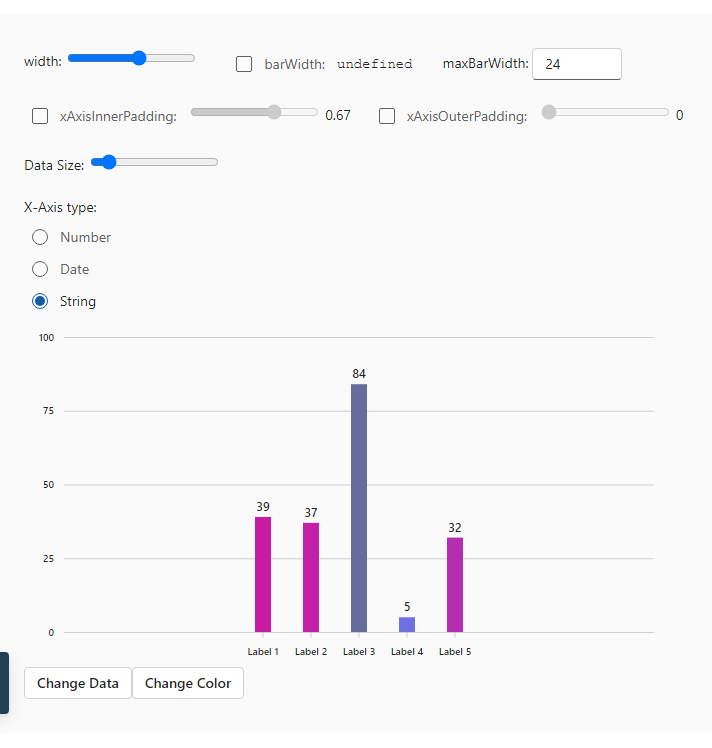 width: barWidth: undefined maxBarWidth: 24
xAxisInnerPadding: 0.67 xAxisOuterPadding: 0
Data Size:
X-Axis type:
Number
Date
String
100
84
75
50
39
37
32
25
5
0
Label 1 Label 2 Label 3 Label 4 Label 5
Change Data Change Color